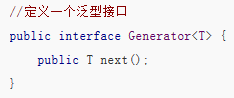 //定义一个泛型接口
public interface Generator<T> {
    public T next();
}